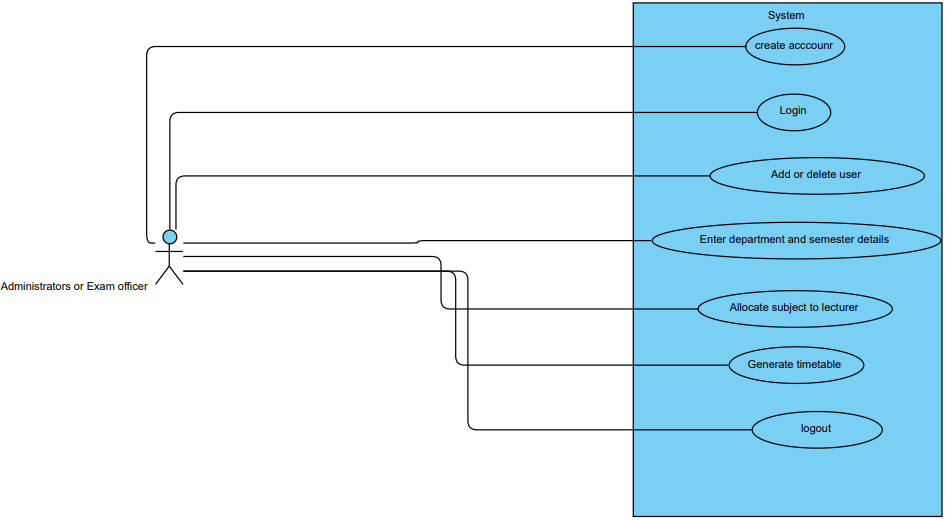 System
create acccounr
Login
Add or delete user
Enter department and semester details
Administrators or Exam officer
Allocate subject to lecturer
Generate timetable
logout